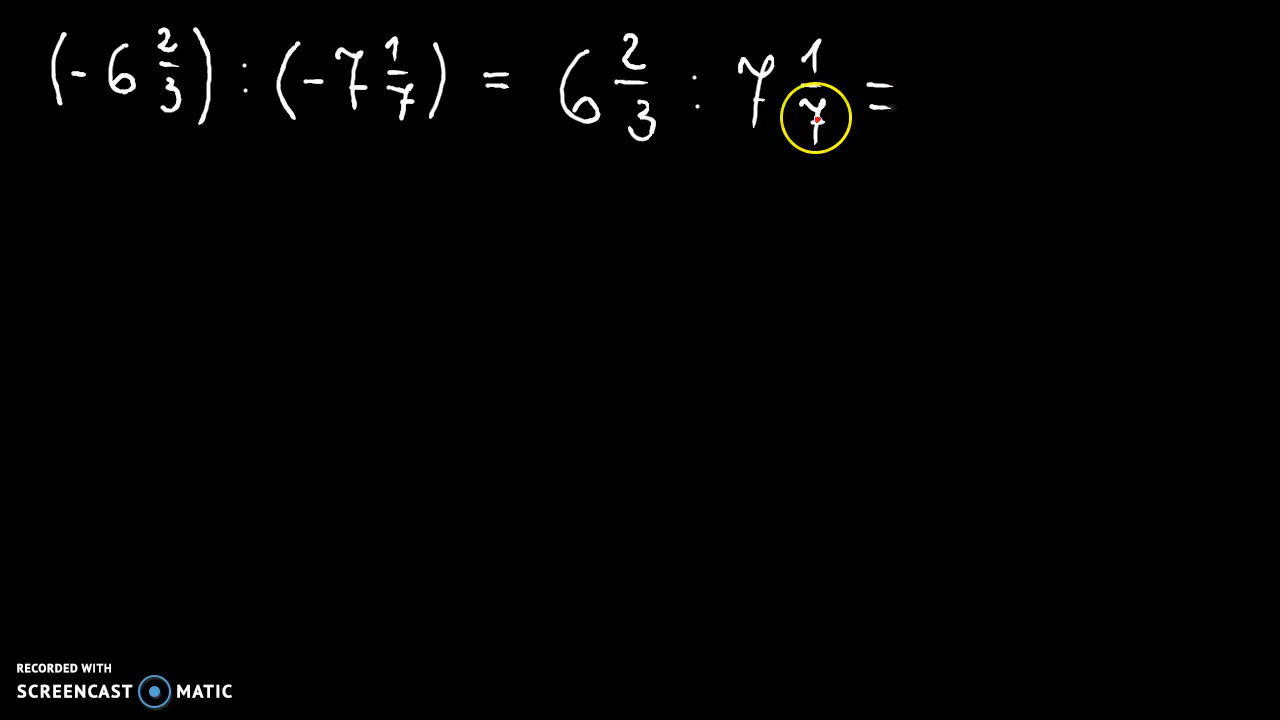 (-6 2/3) : (-7 1/7) = 6 2/3 : 7 1/7 =
RECORDED WITH
SCREENCAST MATIC